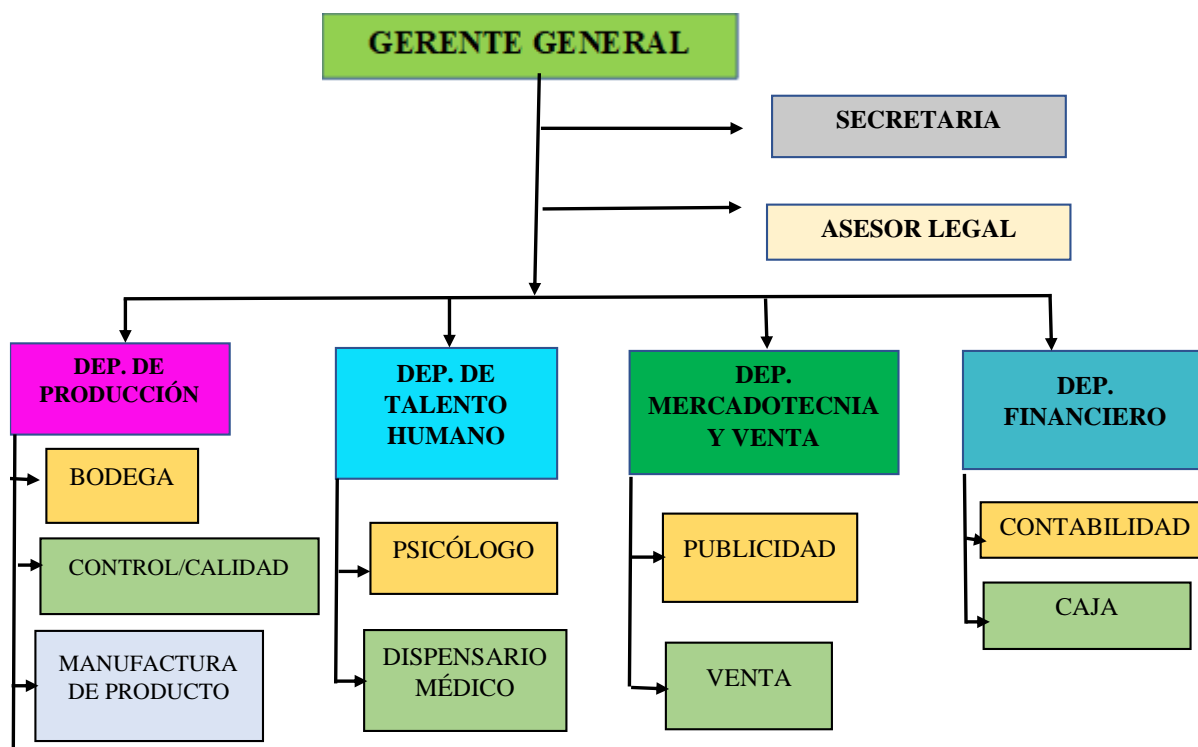 GERENTE GENERAL
SECRETARIA
ASESOR LEGAL
DEP. DE
PRODUCCIÓN
BODEGA
CONTROL/CALIDAD
MANUFACTURA
DE PRODUCTO
DEP. DE
TALENTO
HUMANO
PSICÓLOGO
DISPENSARIO
MÉDICO
DEP.
MERCADOTECNIA
Y VENTA
PUBLICIDAD
VENTA
DEP.
FINANCIERO
CONTABILIDAD
CAJA